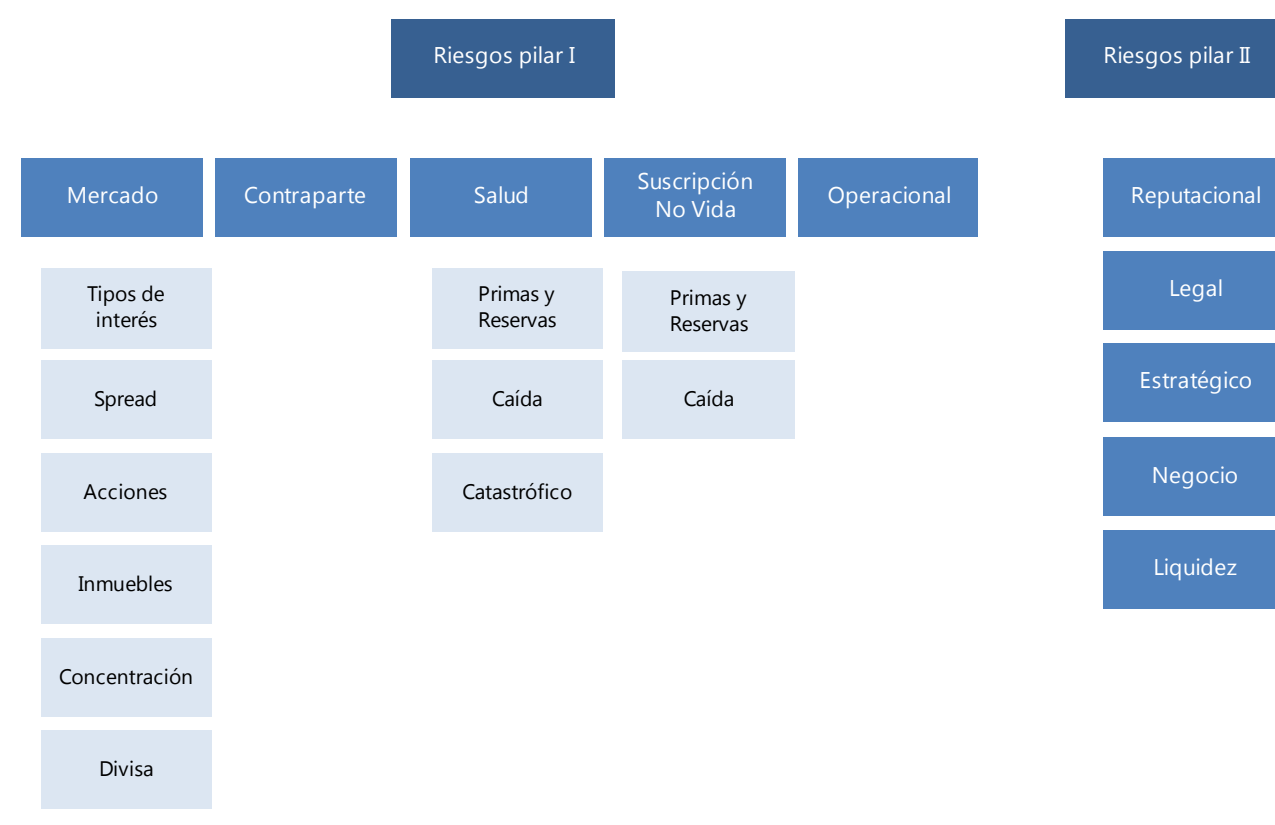 Riesgos pilar I
Riesgos pilar II
Mercado
Contraparte
Salud
Suscripción
No Vida
Operacional
Reputacional
Tipos de
interés
Spread
Acciones
Inmuebles
Concentración
Divisa
Primas y
Reservas
Caída
Catastrófico
Primas y
Reservas
Caída
Legal
Estratégico
Negocio
Liquidez